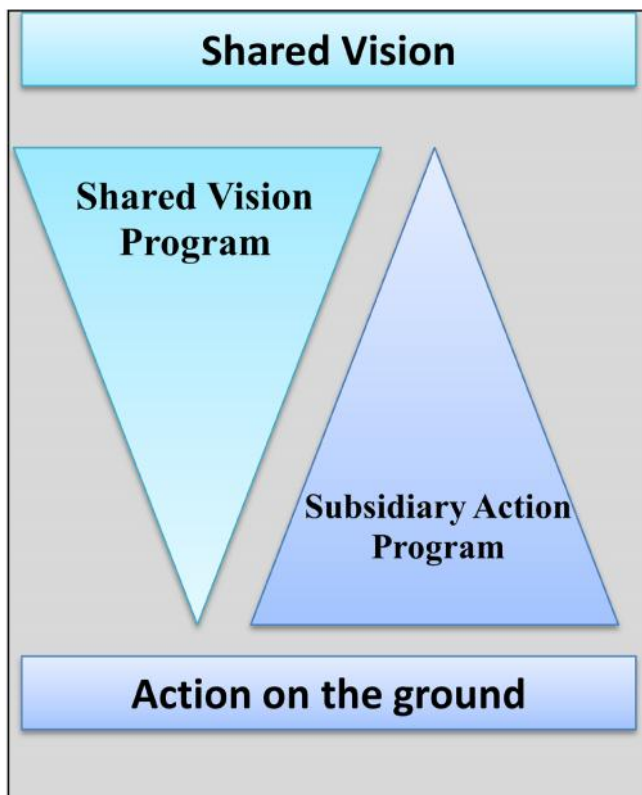 Shared Vision
Shared Vision
Program
Subsidiary Action
Program
Action on the ground